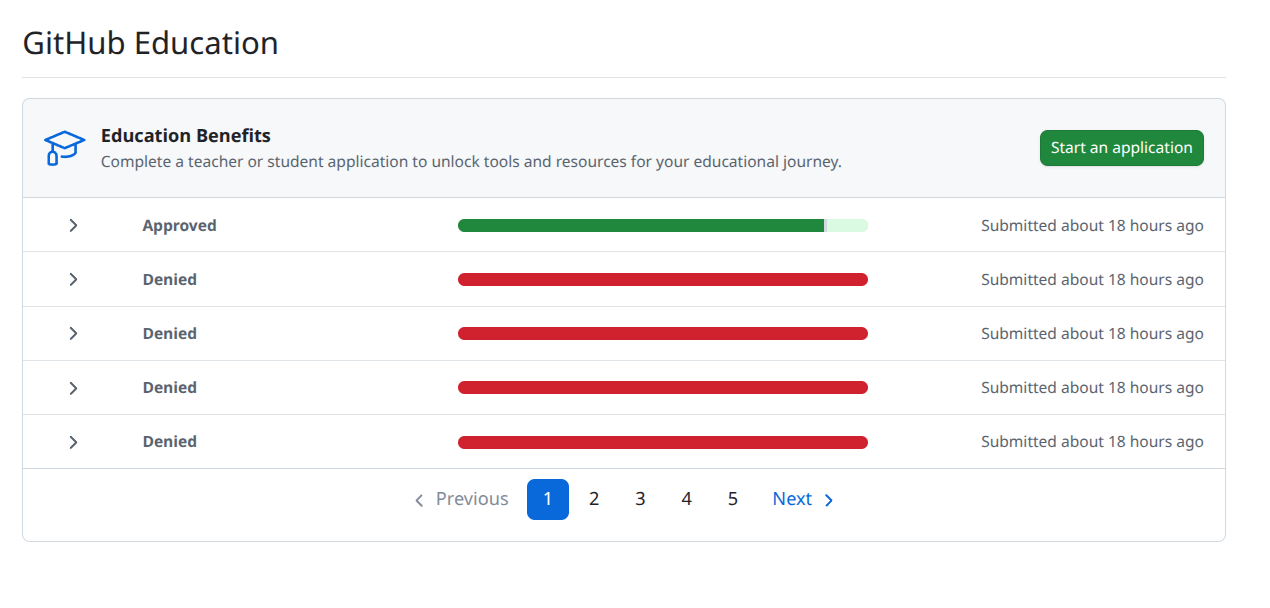 GitHub Education
Education Benefits
Complete a teacher or student application to unlock tools and resources for your educational journey.
Start an application
Approved Submitted about 18 hours ago
Denied Submitted about 18 hours ago
Denied Submitted about 18 hours ago
Denied Submitted about 18 hours ago
Denied Submitted about 18 hours ago
Previous 1 2 3 4 5 Next